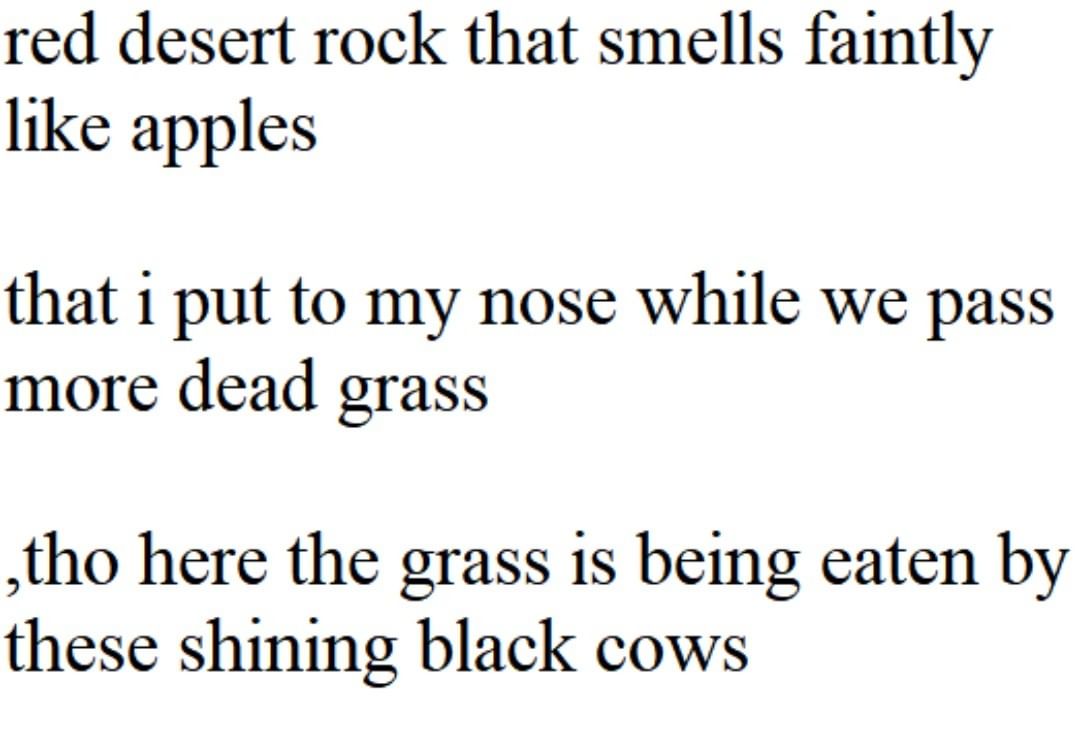 red desert rock that smells faintly
like apples
that i put to my nose while we pass
more dead grass
,tho here the grass is being eaten by
these shining black cows